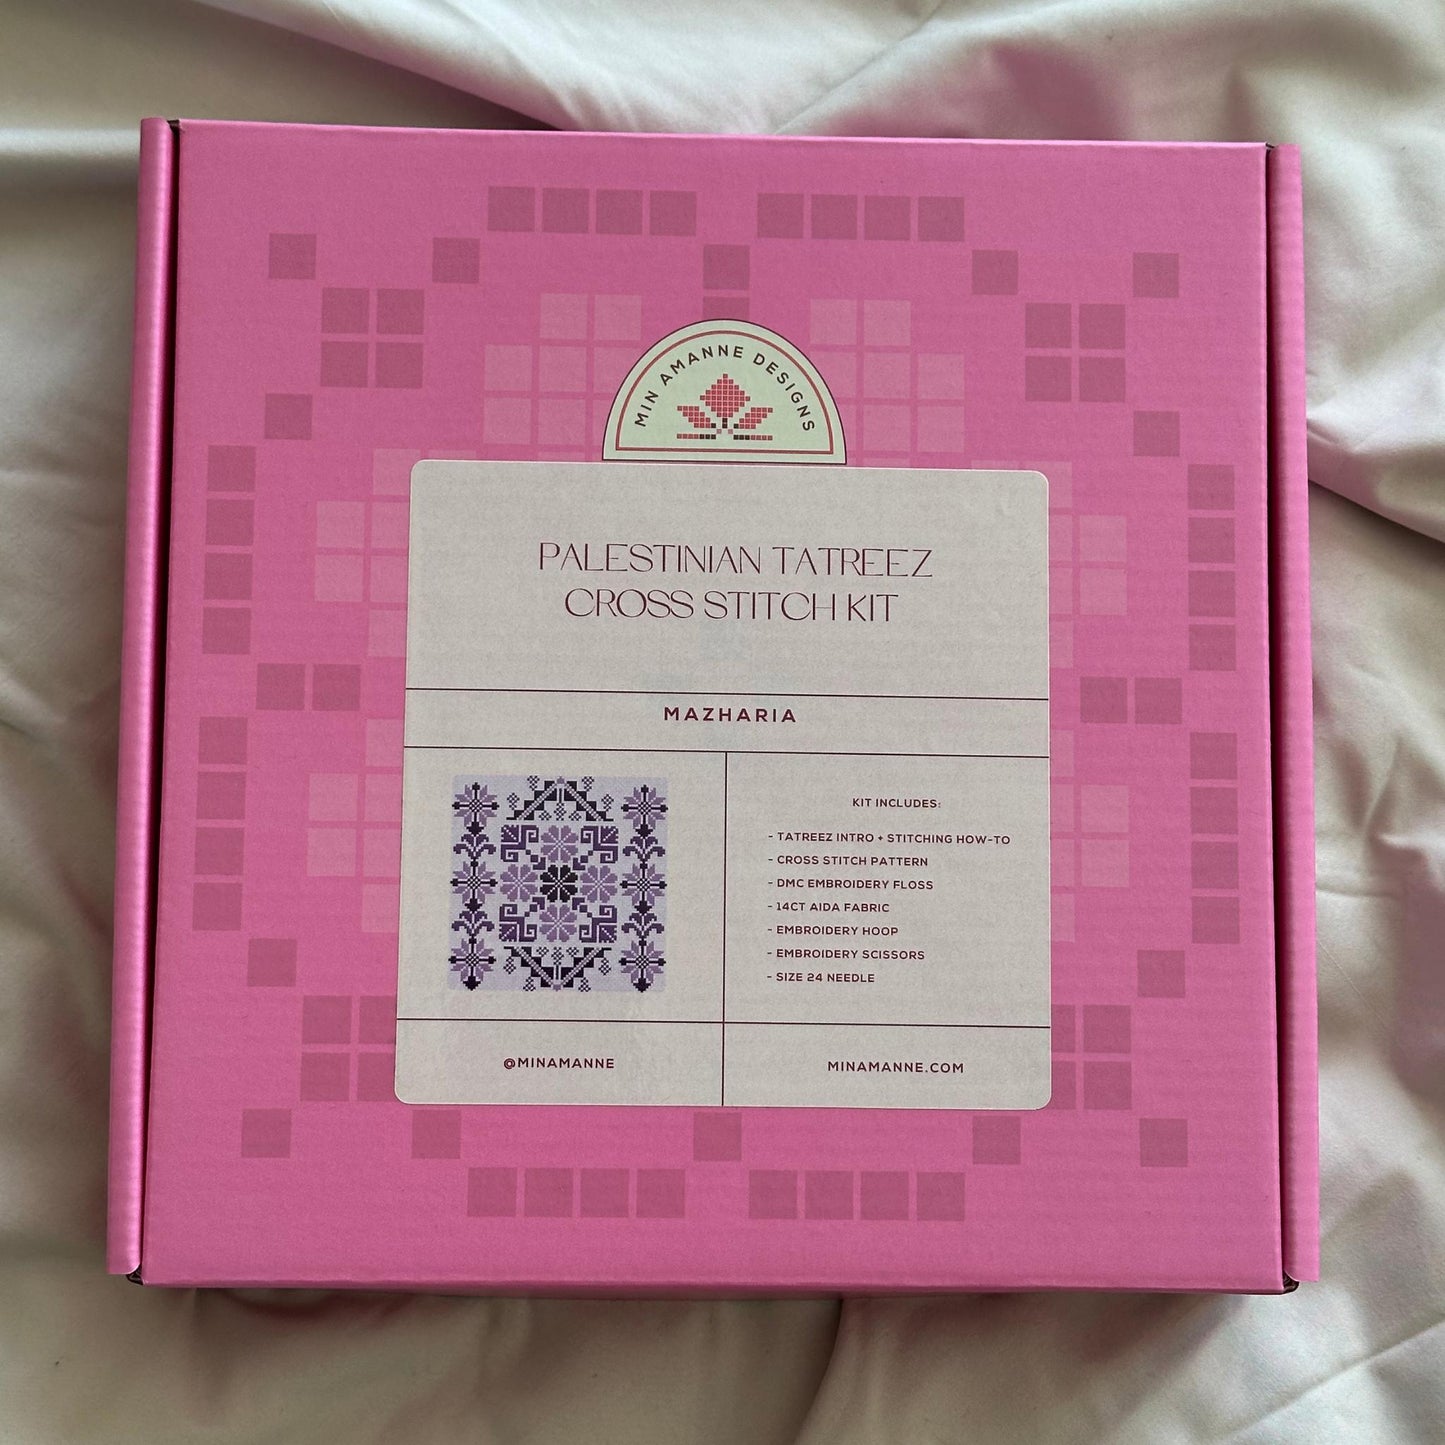 MIN AMANNE DESIGNS
PALESTINIAN TATREEZ
CROSS STITCH KIT
MAZHARIA
KIT INCLUDES:
- TATREEZ INTRO + STITCHING HOW-TO
- CROSS STITCH PATTERN
- DMC EMBROIDERY FLOSS
- 14CT AIDA FABRIC
- EMBROIDERY HOOP
- EMBROIDERY SCISSORS
- SIZE 24 NEEDLE
@MINAMANNE
MINAMANNE.COM